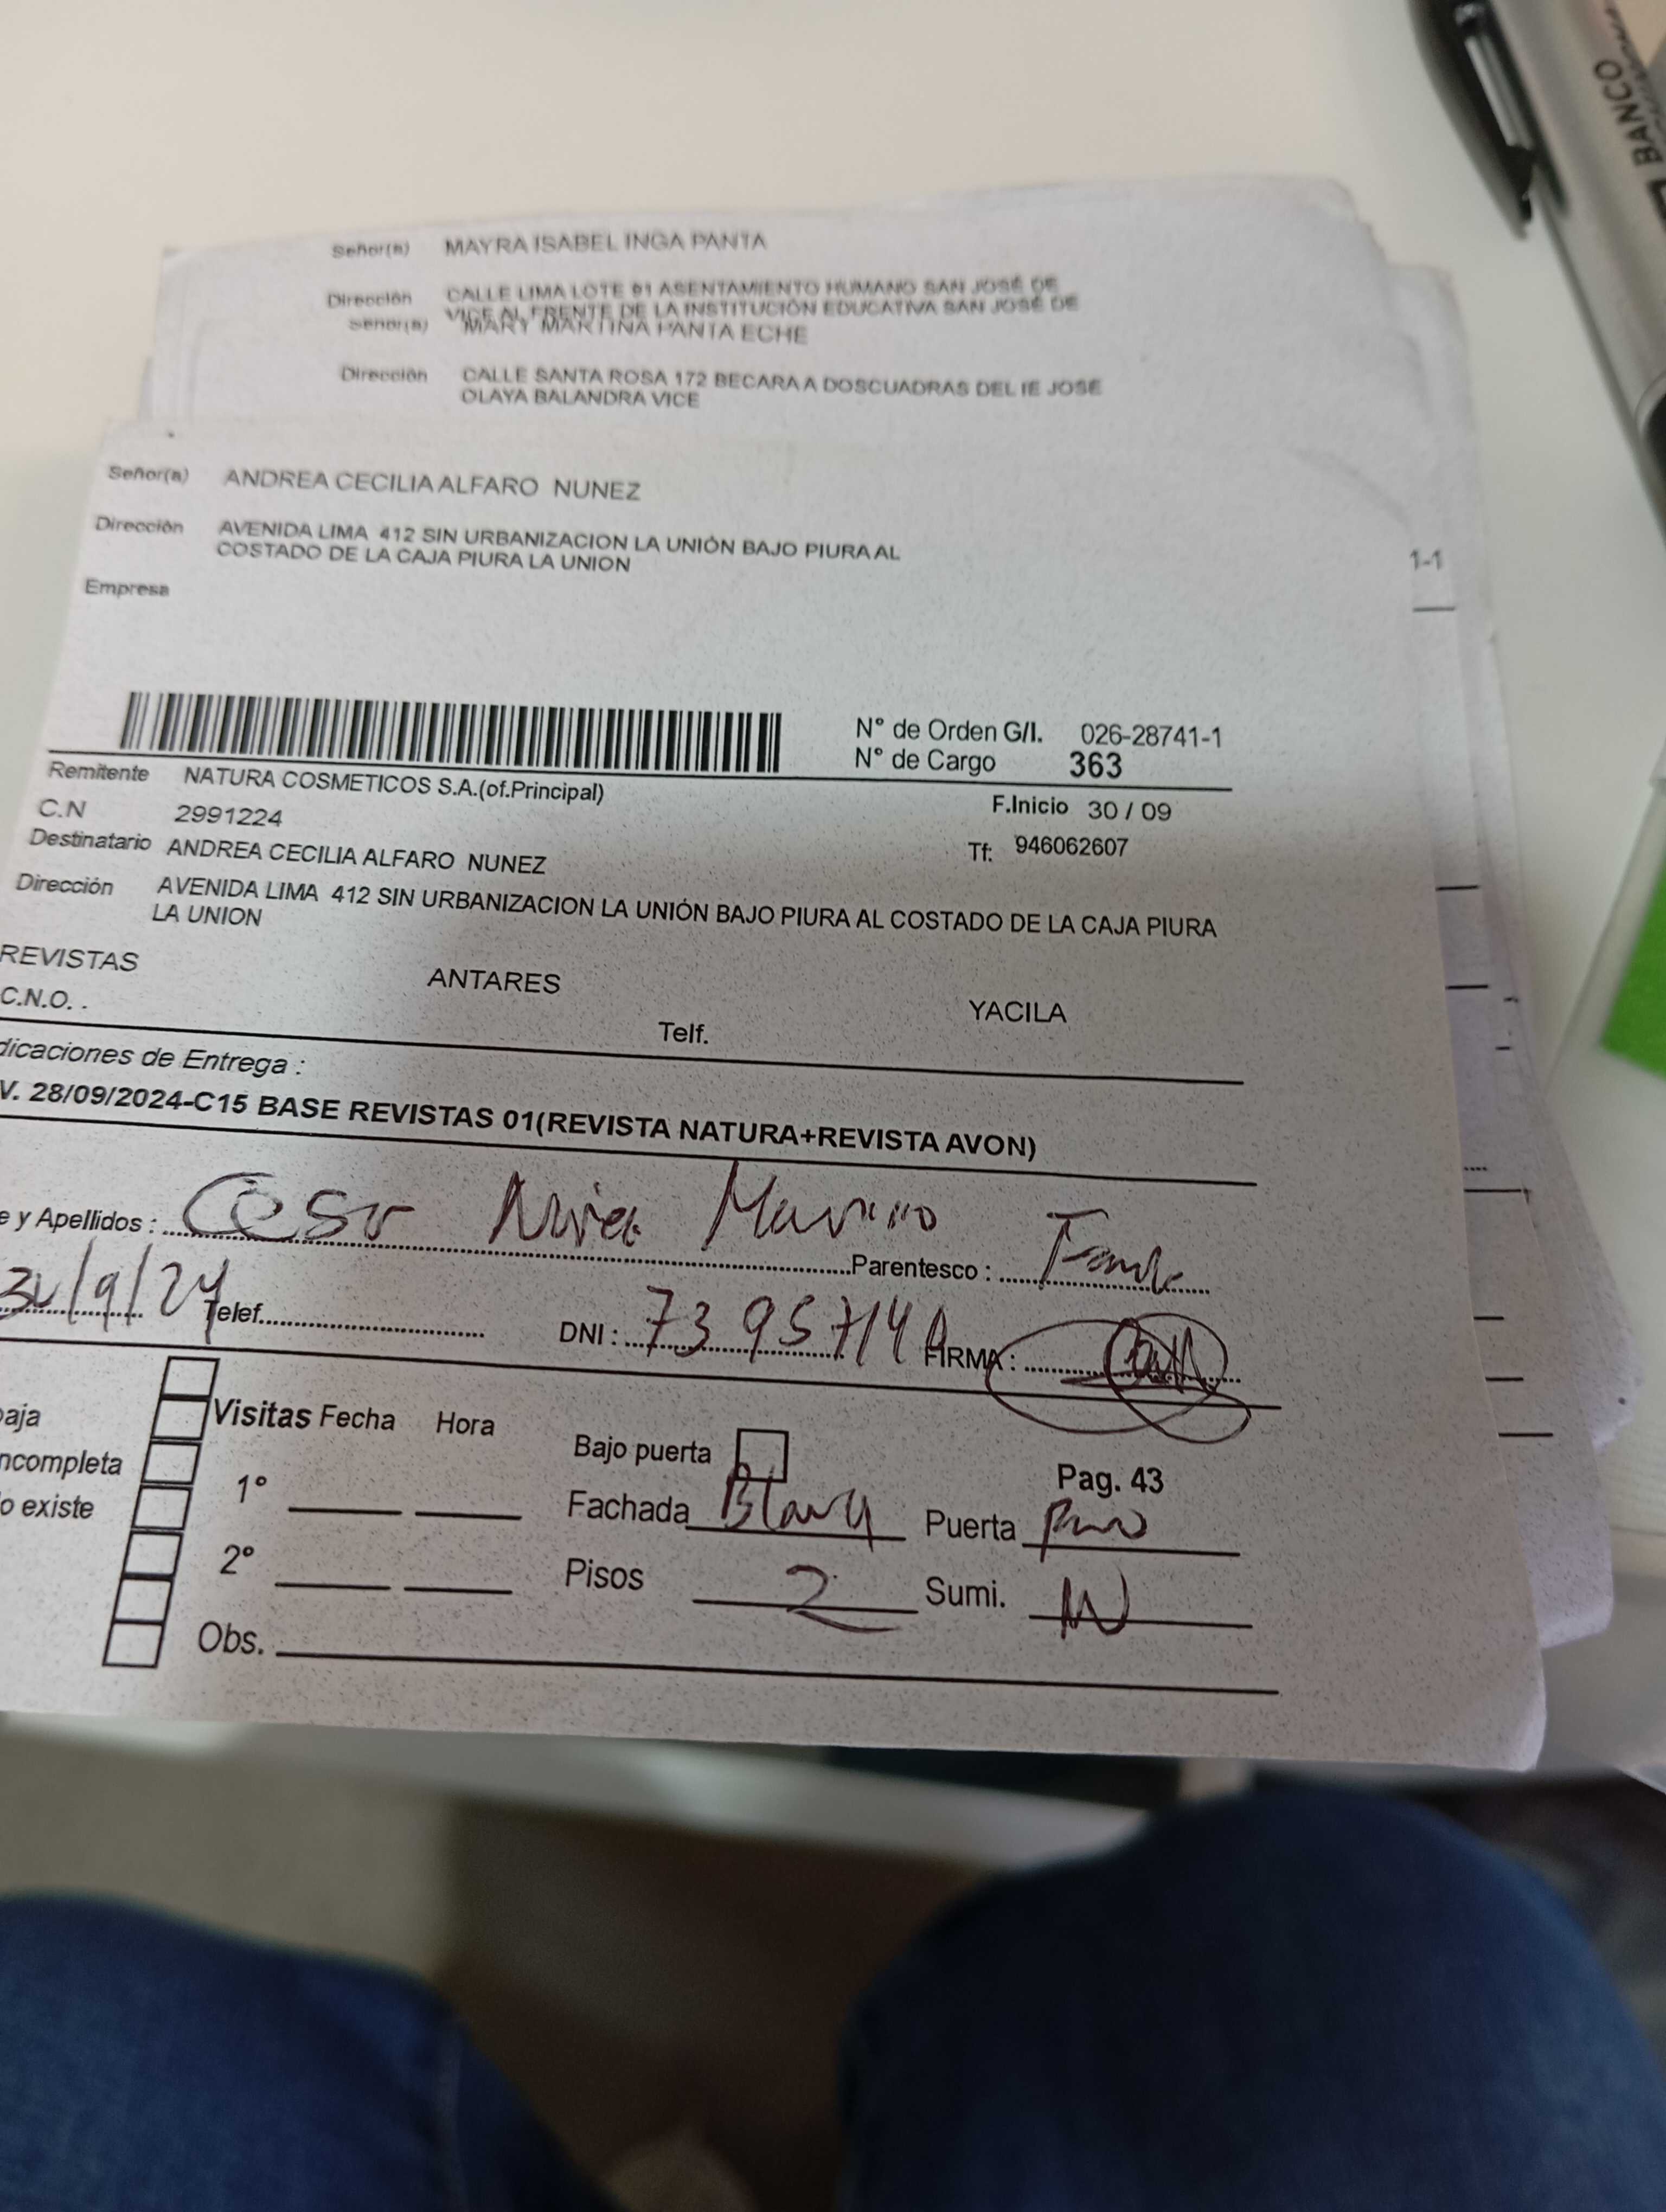 BANCO
Señor(a) MAYRA ISABEL INGA PANTA
Dirección CALLE LIMA LOTE 91 ASENTAMIENTO HUMANO SAN JOSÉ DE
VICE AL FRENTE DE LA INSTITUCIÓN EDUCATIVA SAN JOSÉ DE
Señor(a) MARY MARTINA PANTA ECHE
Dirección CALLE SANTA ROSA 172 BECARA A DOSCUADRAS DEL IE JOSE
OLAYA BALANDRA VICE
Señor(a) ANDREA CECILIA ALFARO NUNEZ
Dirección AVENIDA LIMA 412 SIN URBANIZACION LA UNIÓN BAJO PIURA AL
COSTADO DE LA CAJA PIURA LA UNION
1-1
Empresa
N° de Orden G/I. 026-28741-1
N° de Cargo 363
Remitente NATURA COSMETICOS S.A.(of.Principal)
F.Inicio 30 / 09
C.N 2991224
Tf: 946062607
Destinatario ANDREA CECILIA ALFARO NUNEZ
Dirección AVENIDA LIMA 412 SIN URBANIZACION LA UNIÓN BAJO PIURA AL COSTADO DE LA CAJA PIURA
LA UNION
REVISTAS ANTARES YACILA
C.N.O. . Telf.
dicaciones de Entrega :
V. 28/09/2024-C15 BASE REVISTAS 01(REVISTA NATURA+REVISTA AVON)
e y Apellidos : Parentesco :
/9/24 Telef. DNI : FIRMA :
Visitas Fecha Hora
Bajo puerta
Pag. 43
aja
ncompleta
o existe
1° Fachada Puerta
2° Pisos 2 Sumi.
Obs.